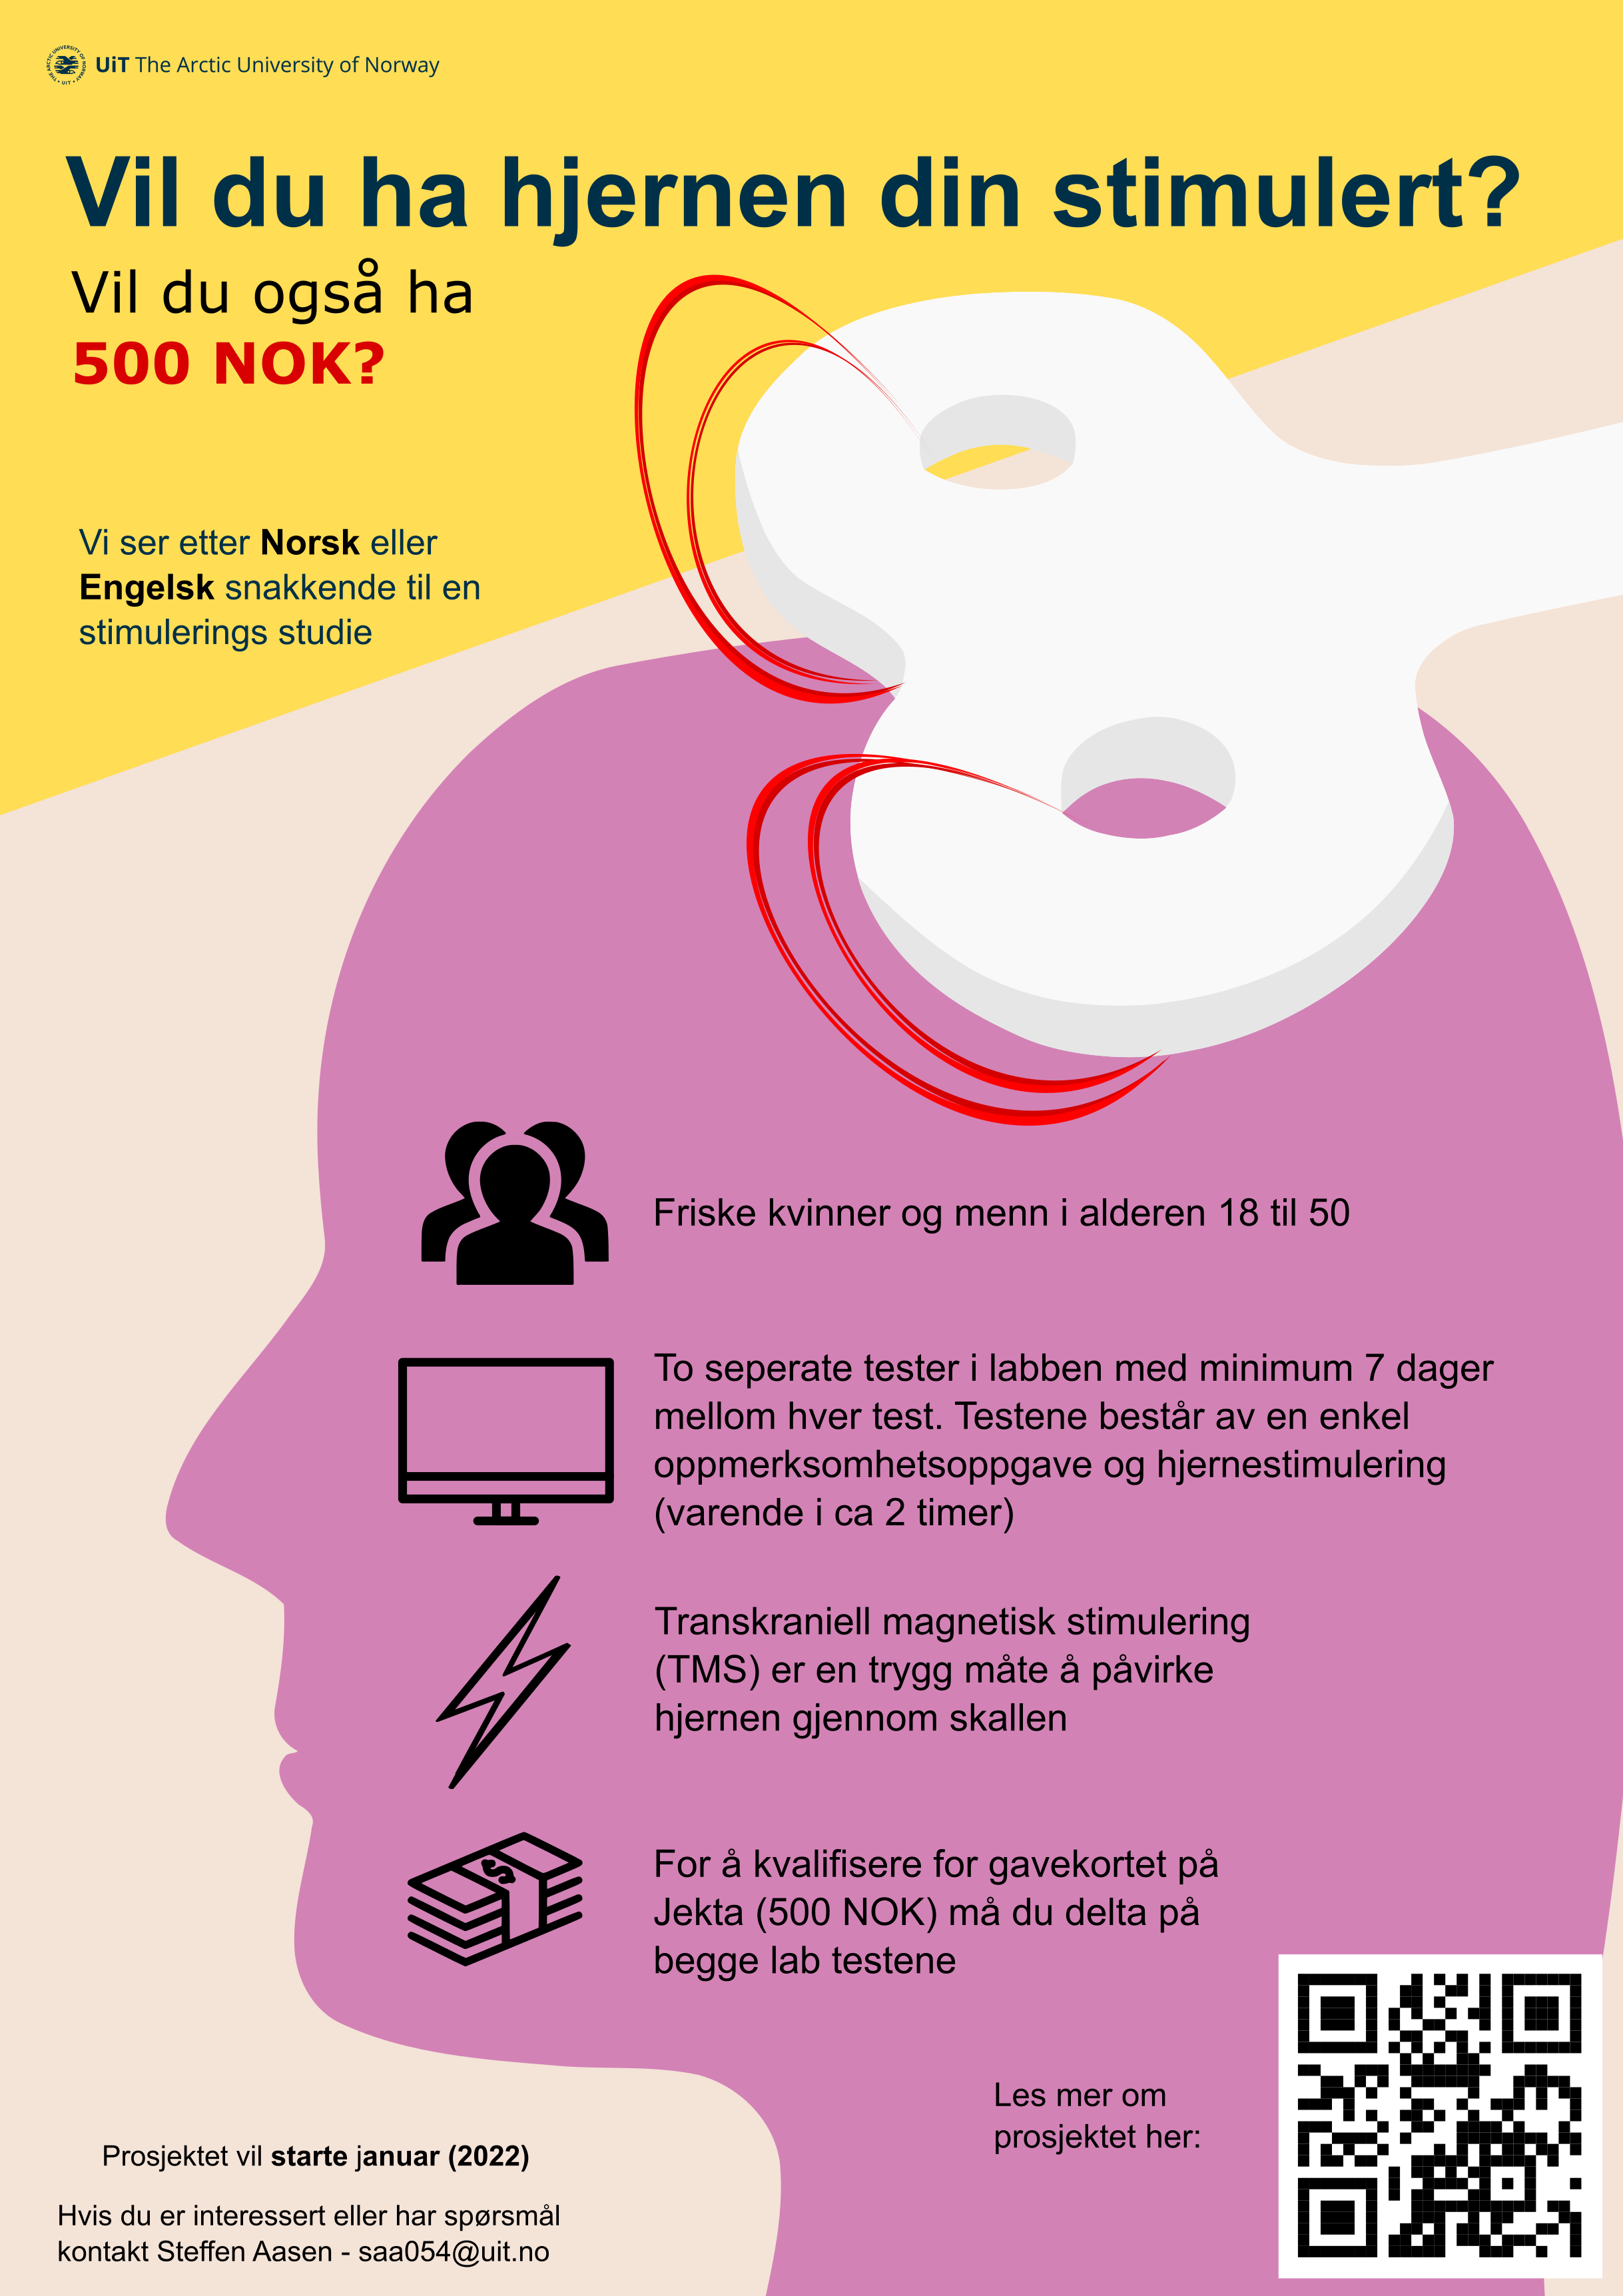 UiT The Arctic University of Norway
Vil du ha hjernen din stimulert?
Vil du også ha
500 NOK?
Vi ser etter Norsk eller
Engelsk snakkende til en
stimulerings studie
Friske kvinner og menn i alderen 18 til 50
To seperate tester i labben med minimum 7 dager
mellom hver test. Testene består av en enkel
oppmerksomhetsoppgave og hjernestimulering
(varende i ca 2 timer)
Transkraniell magnetisk stimulering
(TMS) er en trygg måte å påvirke
hjernen gjennom skallen
For å kvalifisere for gavekortet på
Jekta (500 NOK) må du delta på
begge lab testene
Les mer om
prosjektet her:
Prosjektet vil starte januar (2022)
Hvis du er interessert eller har spørsmål
kontakt Steffen Aasen - saa054@uit.no